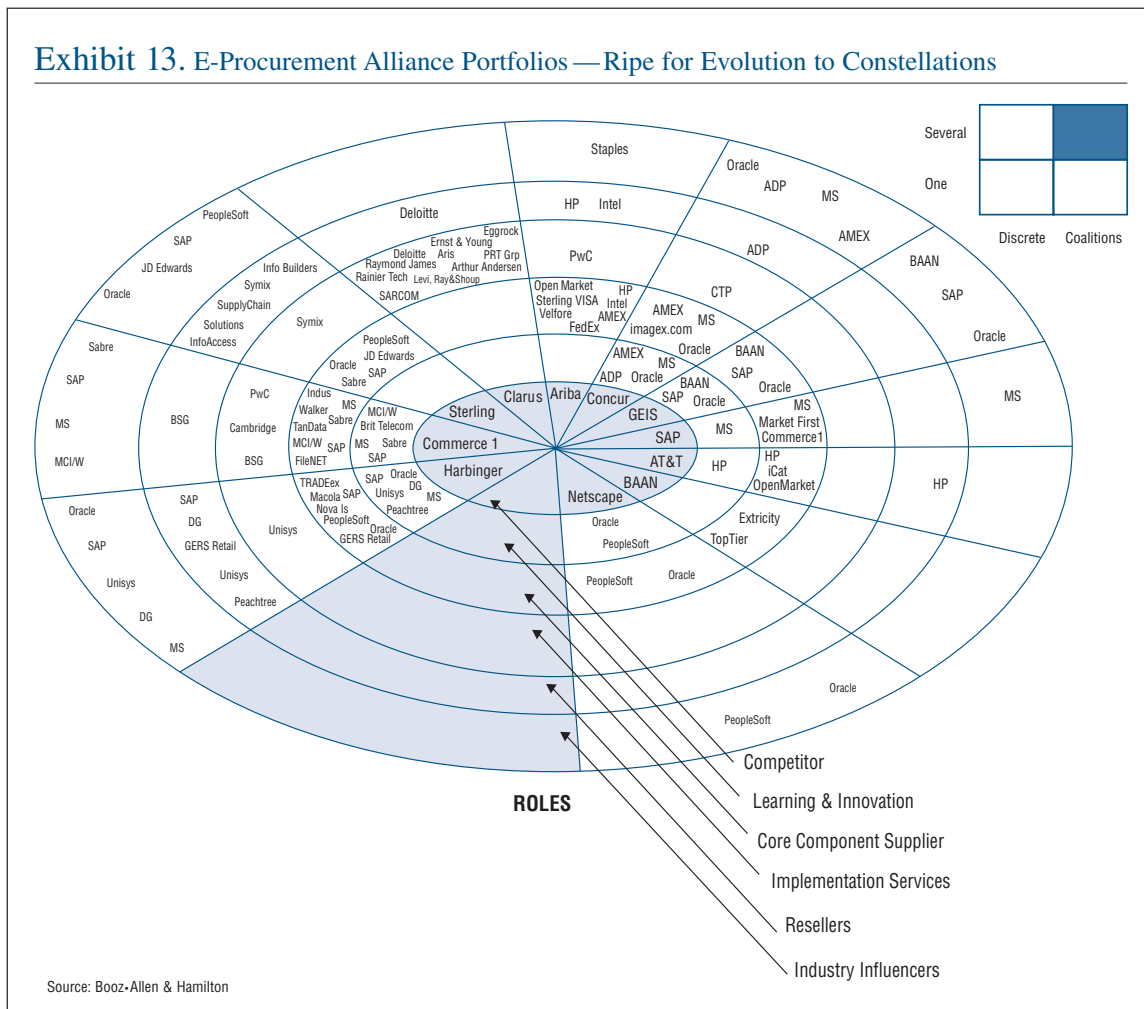 Exhibit 13. E-Procurement Alliance Portfolios — Ripe for Evolution to Constellations
Several
One
Discrete Coalitions
Staples
Oracle
ADP
MS
AMEX
BAAN
SAP
Oracle
MS
PeopleSoft
SAP
JD Edwards
Oracle
Sabre
SAP
MS
MCI/W
Oracle
SAP
Unisys
DG
MS
Oracle
PeopleSoft
Deloitte
HP Intel
ADP
Info Builders
Symix
SupplyChain
Solutions
InfoAccess
BSG
SAP
DG
GERS Retail
Unisys
Peachtree
HP
Eggrock
Ernst & Young
Deloitte Aris PRT Grp
Raymond James Arthur Andersen
Rainier Tech Levi, Ray&Shoup
SARCOM
PwC
CTP
Symix
PwC
Cambridge
BSG
Unisys
Open Market HP
Sterling VISA Intel
Velfore AMEX
FedEx
AMEX
imagex.com MS
Oracle
BAAN
SAP
Oracle
MS
Market First
Commerce1
HP
iCat
OpenMarket
Extricity
TopTier
PeopleSoft Oracle
PeopleSoft
JD Edwards
Oracle SAP
Sabre
Indus
Walker MS
TanData Sabre
MCI/W SAP
FileNET
TRADEex
Macola SAP
Nova Is
PeopleSoft Oracle
GERS Retail
MCI/W
Brit Telecom
MS Sabre
SAP
SAP Oracle
Unisys DG
MS
Peachtree
AMEX
MS
ADP Oracle
BAAN
SAP Oracle
MS
HP
Oracle
PeopleSoft
Sterling
Clarus
Ariba
Concur
GEIS
SAP
AT&T
BAAN
Netscape
Harbinger
Commerce 1
ROLES
Competitor
Learning & Innovation
Core Component Supplier
Implementation Services
Resellers
Industry Influencers
Source: Booz•Allen & Hamilton